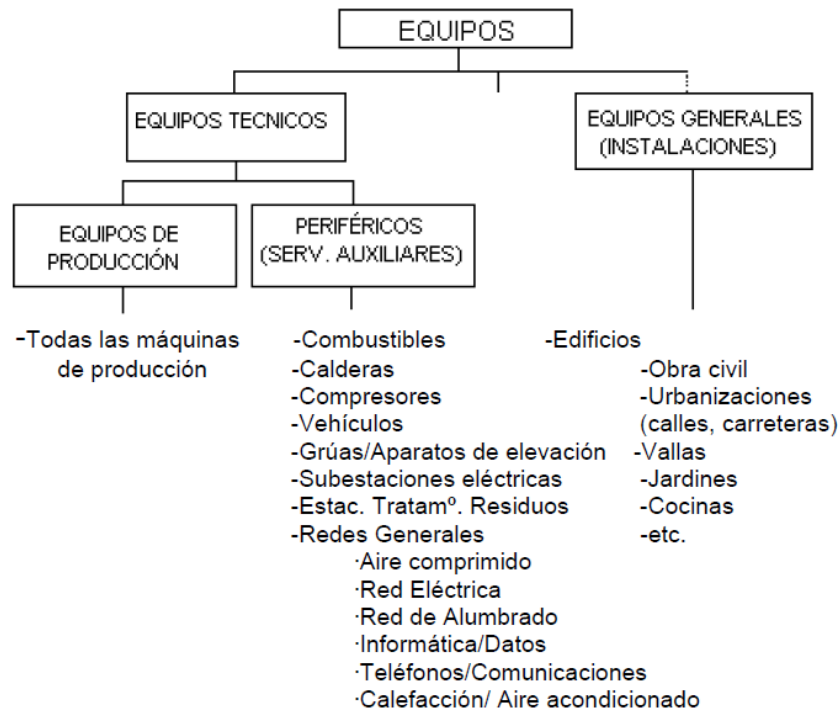 EQUIPOS
EQUIPOS TECNICOS
EQUIPOS GENERALES
(INSTALACIONES)
EQUIPOS DE
PRODUCCIÓN
PERIFÉRICOS
(SERV. AUXILIARES)
-Todas las máquinas
de producción
-Combustibles
-Calderas
-Compresores
-Vehículos
-Grúas/Aparatos de elevación
-Subestaciones eléctricas
-Estac. Tratamº. Residuos
-Redes Generales
·Aire comprimido
·Red Eléctrica
·Red de Alumbrado
·Informática/Datos
·Teléfonos/Comunicaciones
·Calefacción/ Aire acondicionado
-Edificios
-Obra civil
-Urbanizaciones
(calles, carreteras)
-Vallas
-Jardines
-Cocinas
-etc.